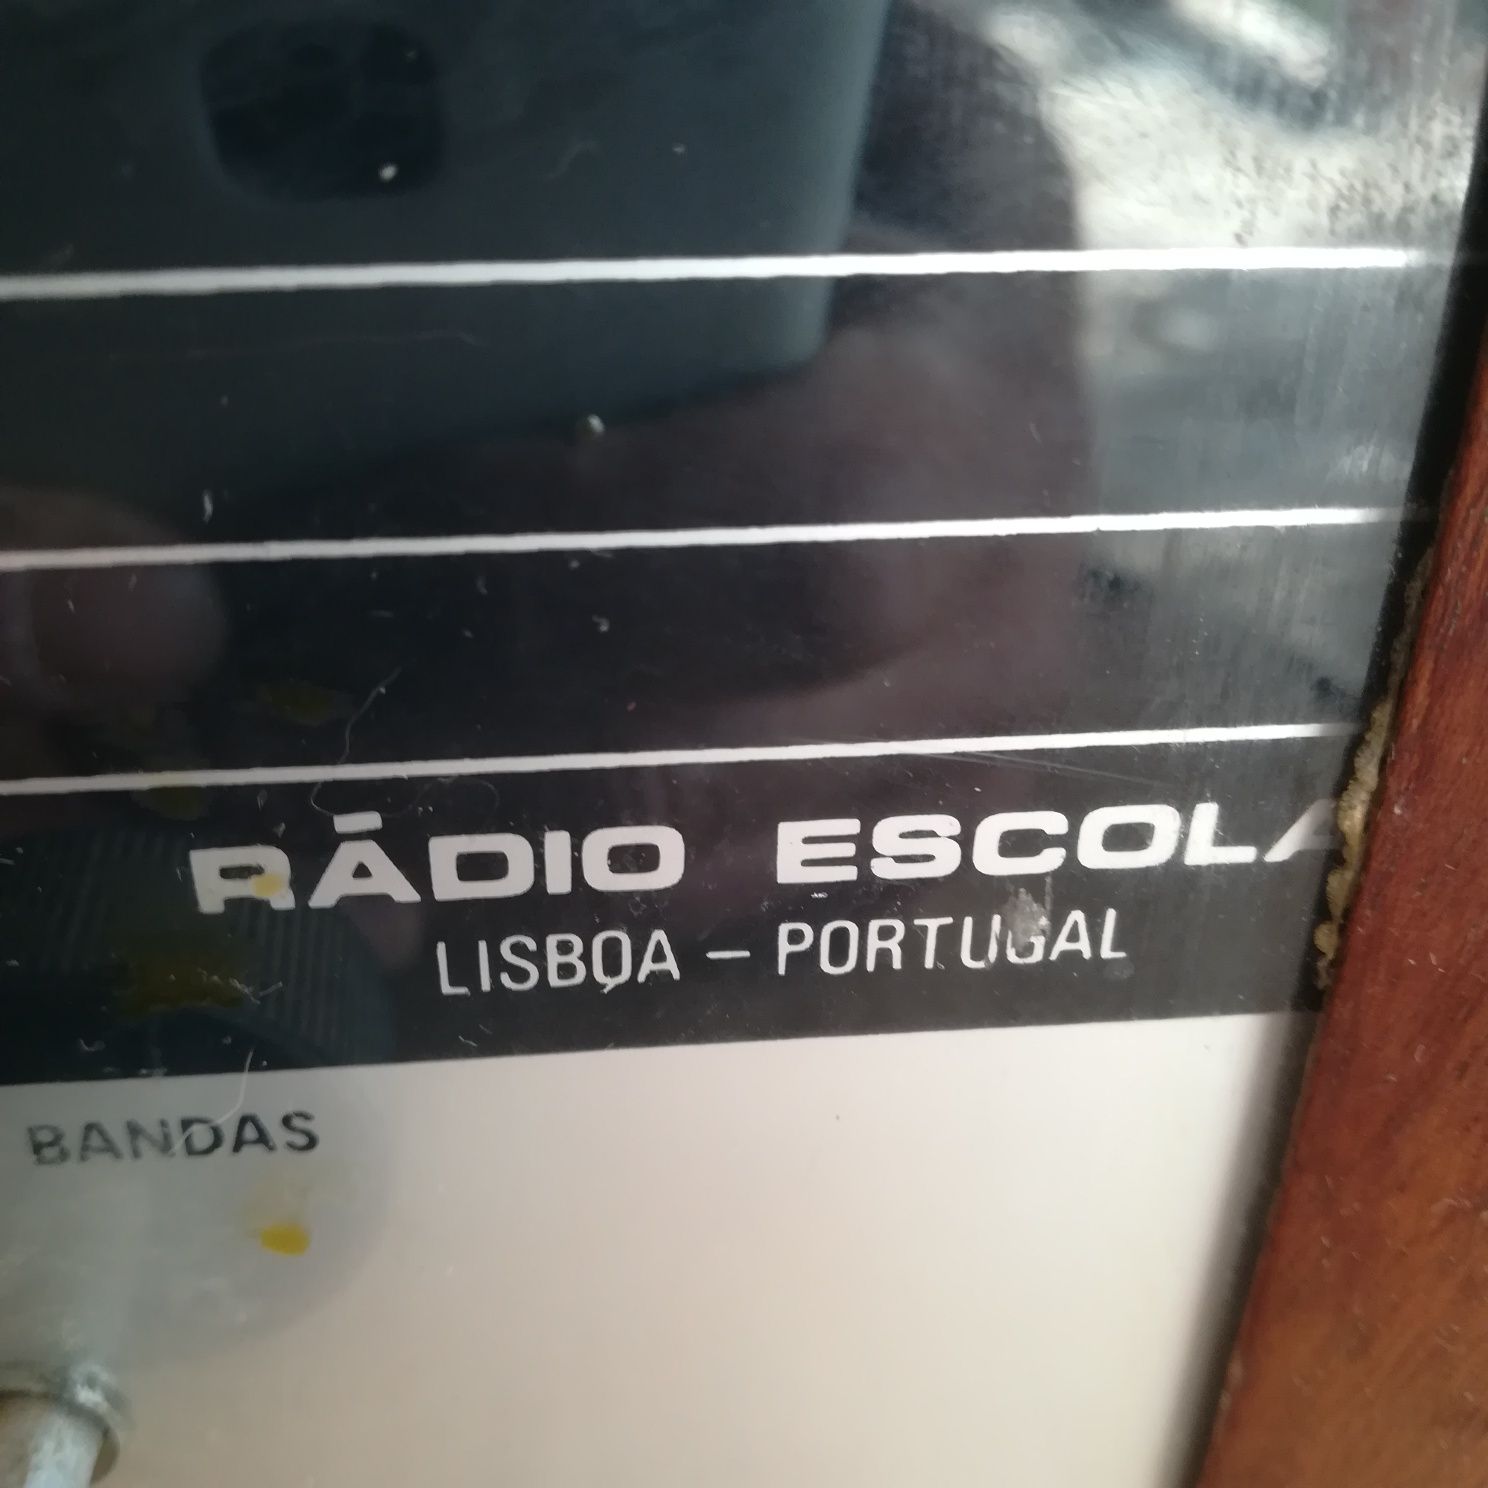 RÁDIO ESCOLA
LISBOA – PORTUGAL
BANDAS